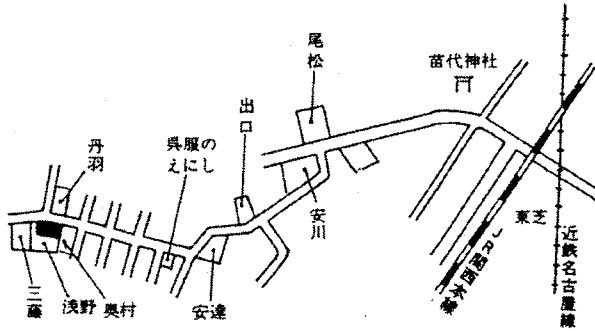 尾松
苗代神社
出口
呉服の
えにし
丹羽
安川
東芝
近鉄名古屋線
JR関西本線
三藤
浅野
奥村
安達